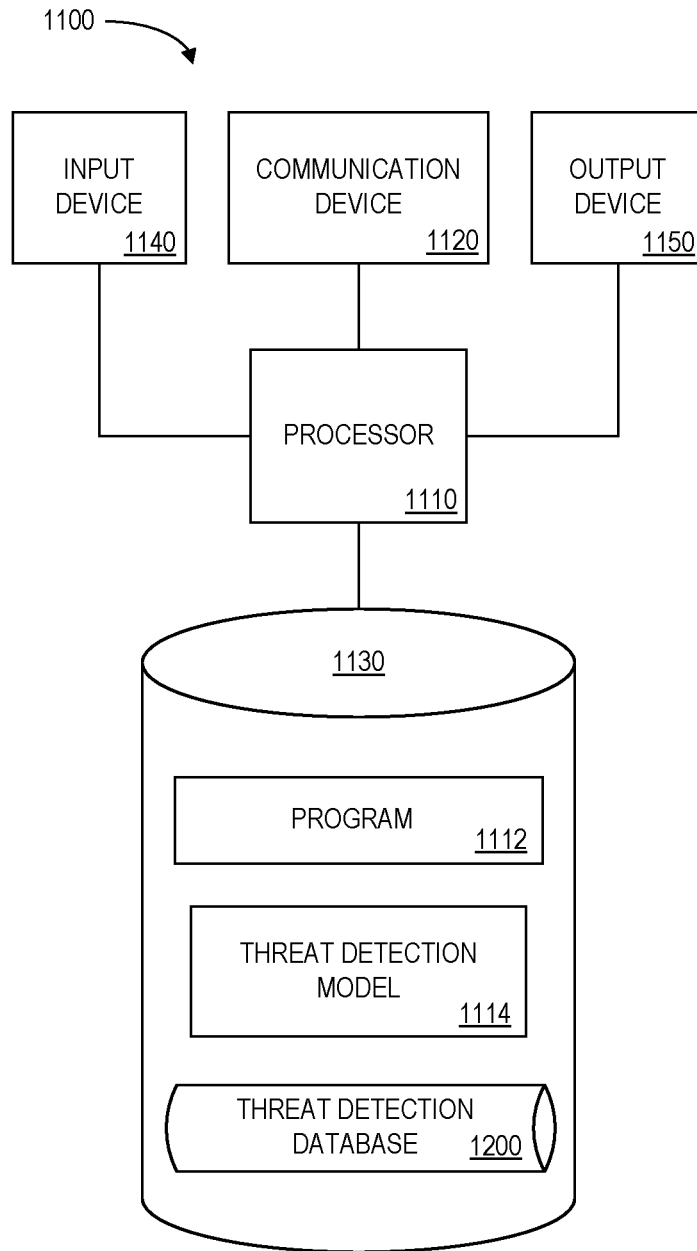 1100
INPUT
DEVICE
1140
COMMUNICATION
DEVICE
1120
OUTPUT
DEVICE
1150
PROCESSOR
1110
1130
PROGRAM
1112
THREAT DETECTION
MODEL
1114
THREAT DETECTION
DATABASE 1200